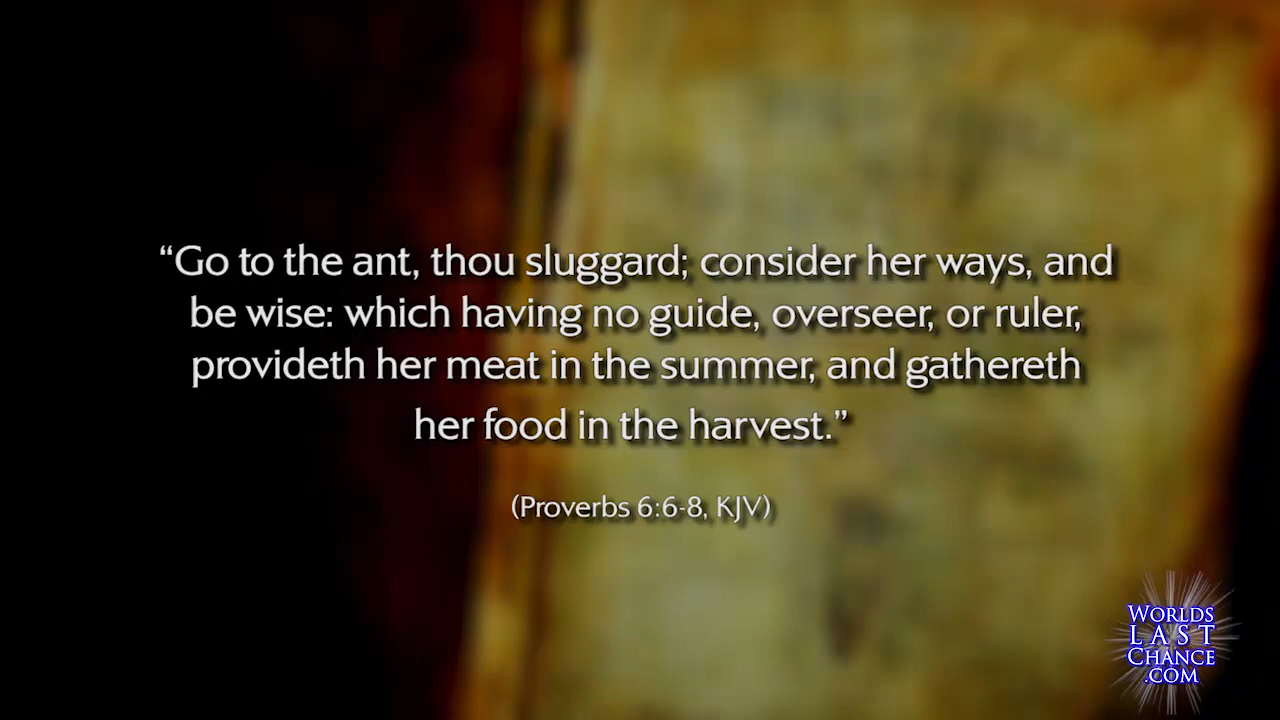 “Go to the ant, thou sluggard; consider her ways, and
be wise: which having no guide, overseer, or ruler,
provideth her meat in the summer, and gathereth
her food in the harvest.”
(Proverbs 6:6-8, KJV)
WORLDS
LAST
CHANCE
.COM